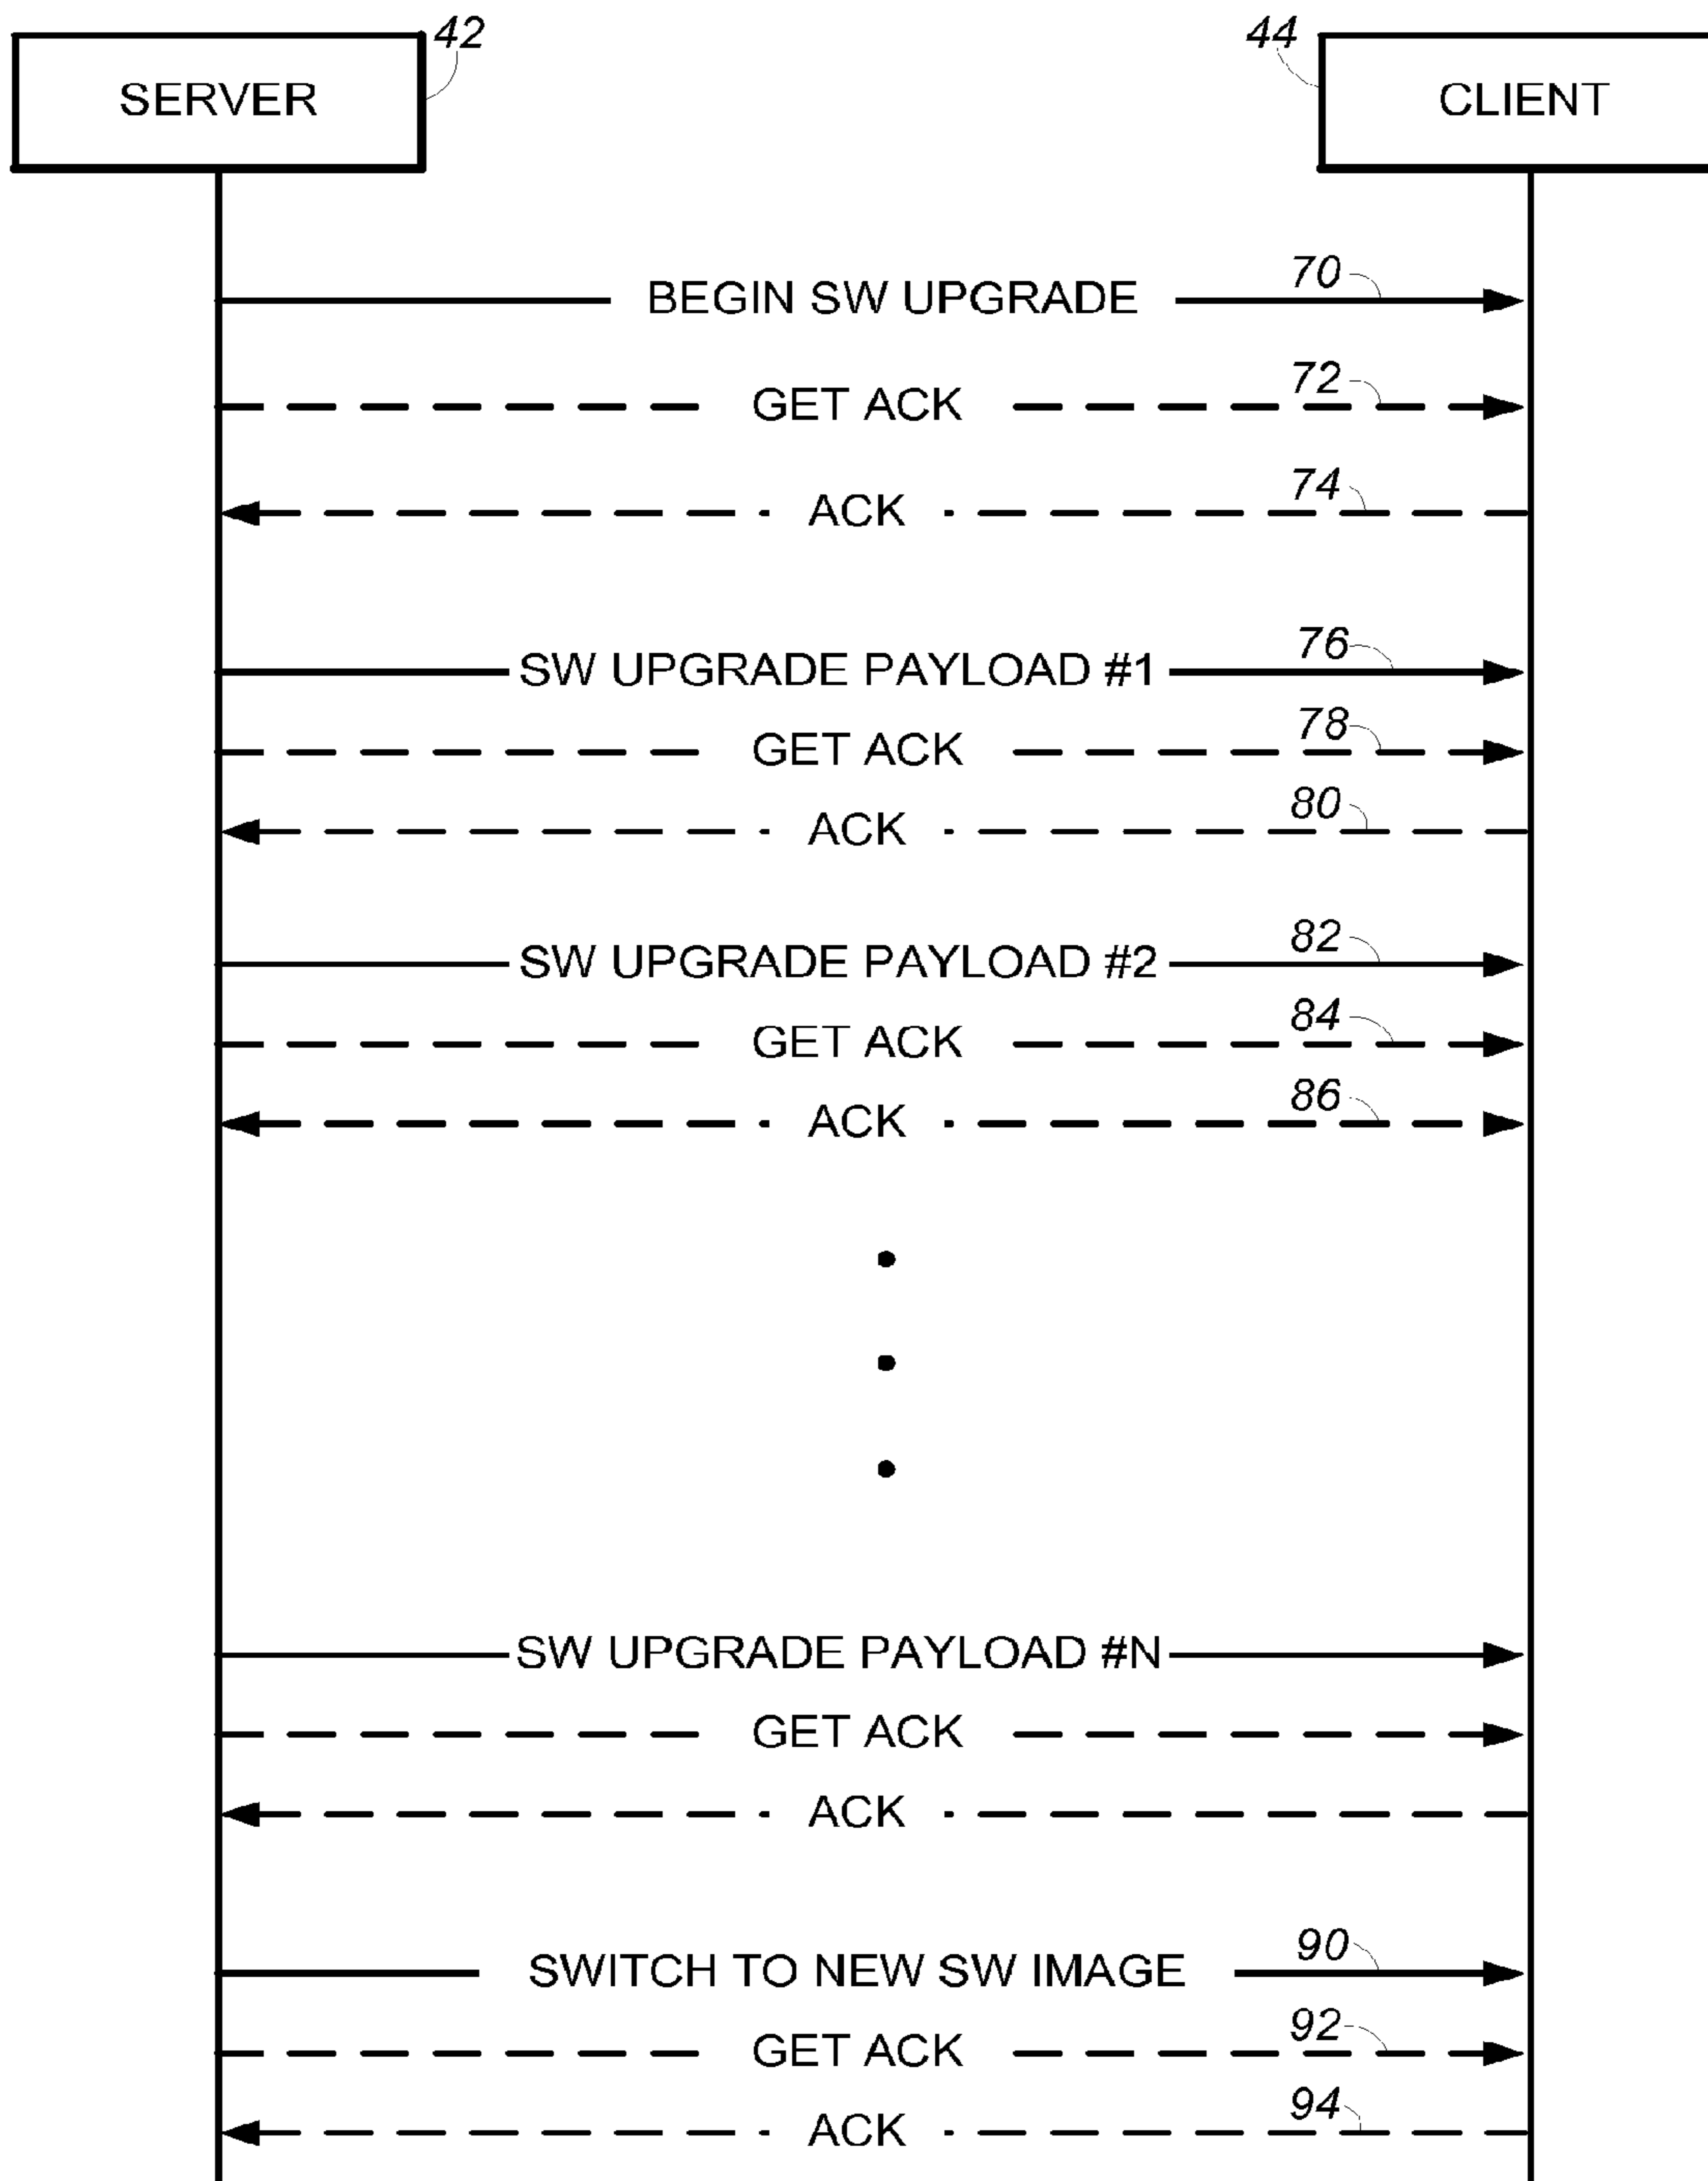 42
44
SERVER
CLIENT
70
BEGIN SW UPGRADE
72
GET ACK
74
ACK
76
SW UPGRADE PAYLOAD #1
78
GET ACK
80
ACK
82
SW UPGRADE PAYLOAD #2
84
GET ACK
86
ACK
SW UPGRADE PAYLOAD #N
GET ACK
ACK
90
SWITCH TO NEW SW IMAGE
92
GET ACK
94
ACK